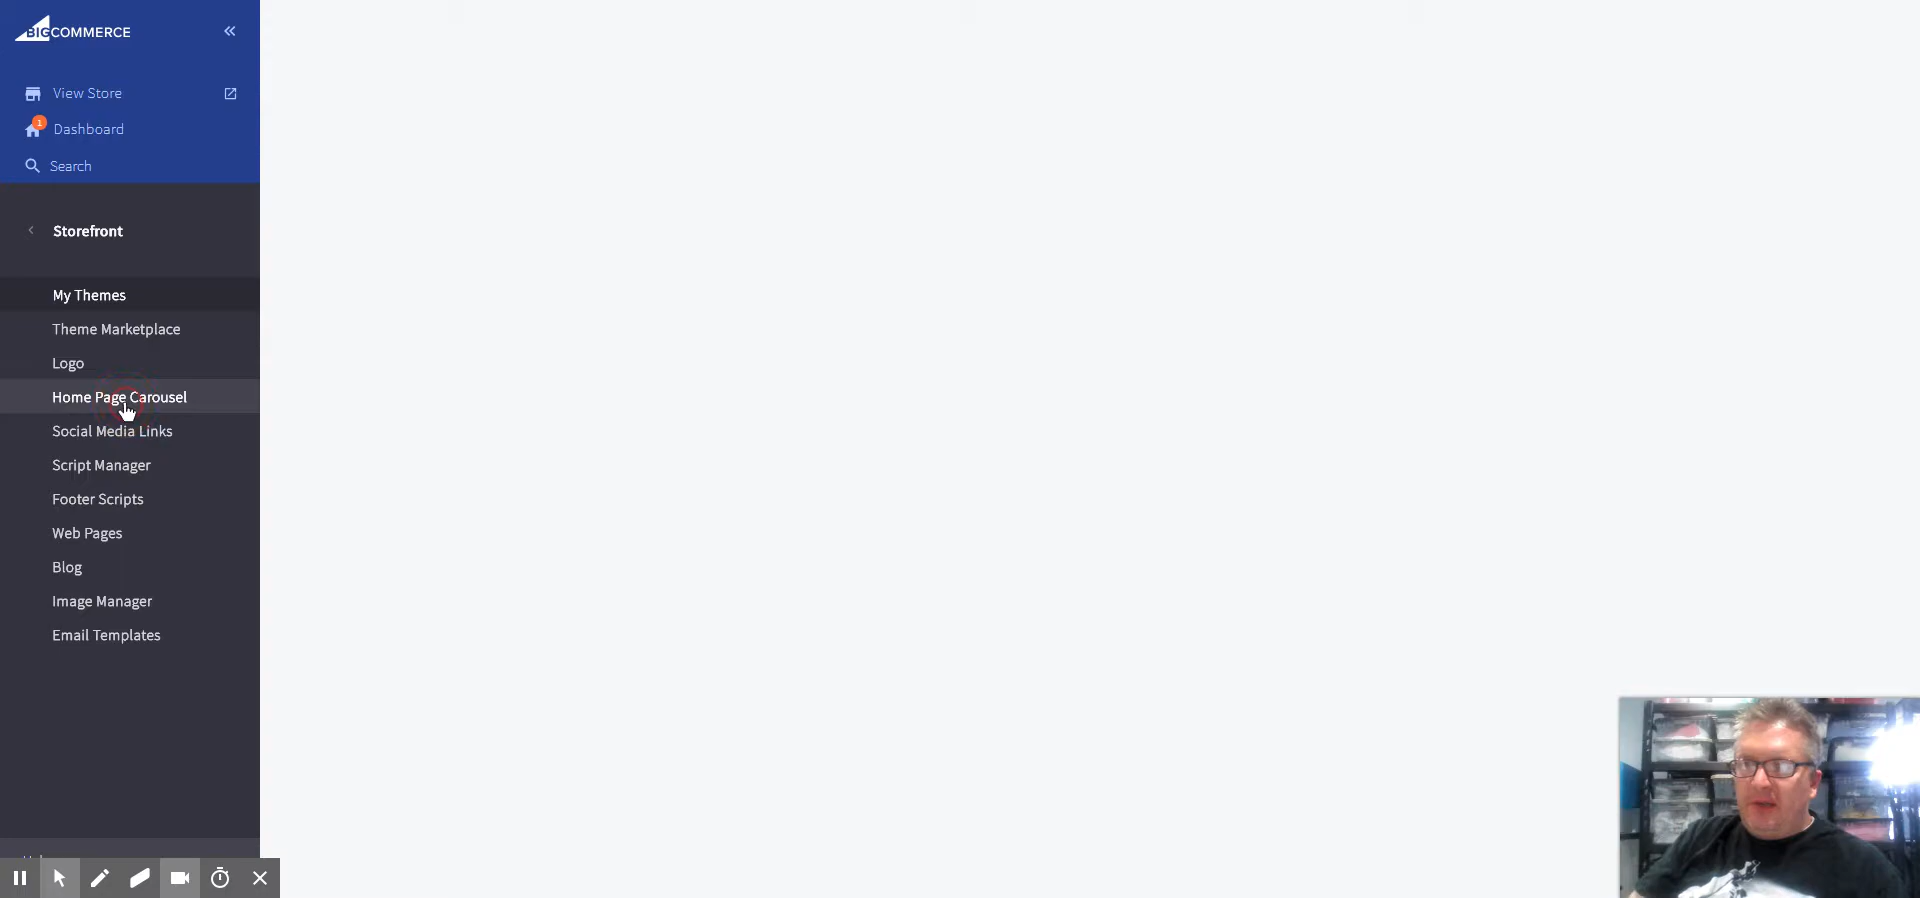 BIGCOMMERCE
View Store
1
Dashboard
Search
Storefront
My Themes
Theme Marketplace
Logo
Home Page Carousel
Social Media Links
Script Manager
Footer Scripts
Web Pages
Blog
Image Manager
Email Templates